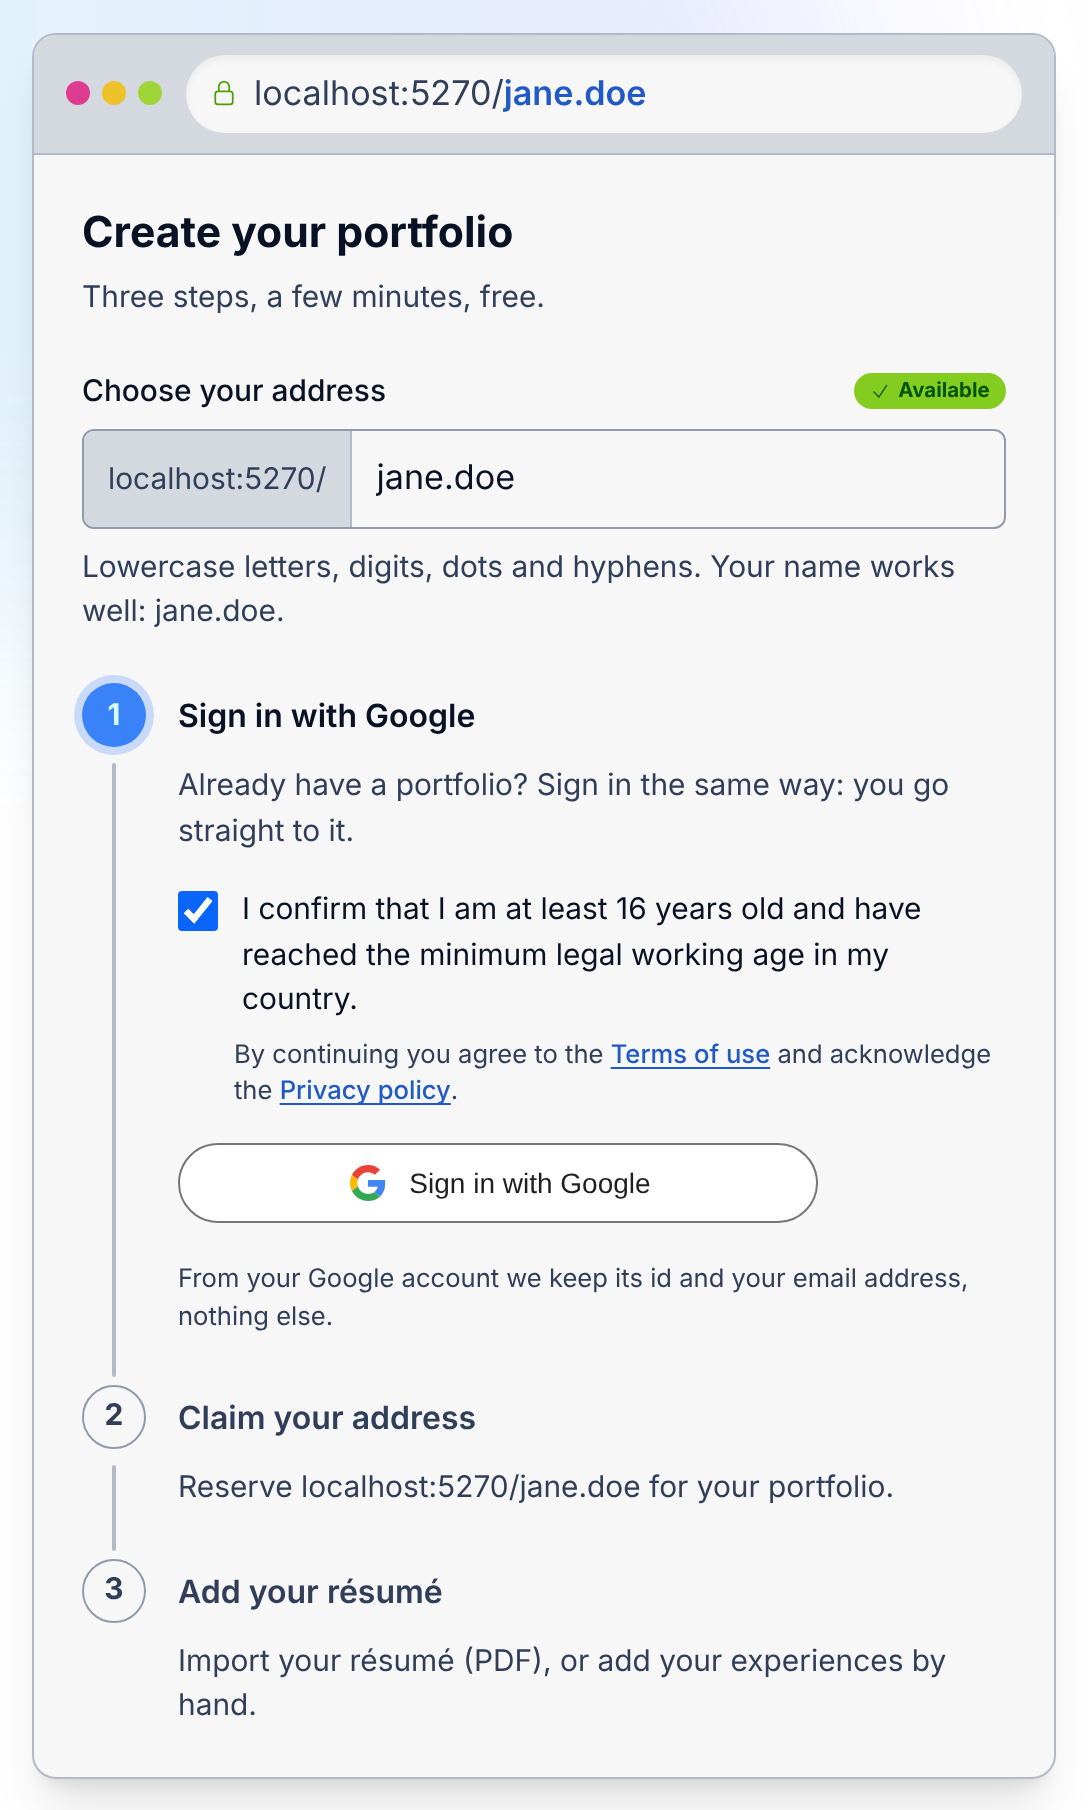 localhost:5270/jane.doe
Create your portfolio
Three steps, a few minutes, free.
Choose your address
Available
localhost:5270/
jane.doe
Lowercase letters, digits, dots and hyphens. Your name works
well: jane.doe.
1
Sign in with Google
Already have a portfolio? Sign in the same way: you go
straight to it.
I confirm that I am at least 16 years old and have
reached the minimum legal working age in my
country.
By continuing you agree to the Terms of use and acknowledge
the Privacy policy.
Sign in with Google
From your Google account we keep its id and your email address,
nothing else.
2
Claim your address
Reserve localhost:5270/jane.doe for your portfolio.
3
Add your résumé
Import your résumé (PDF), or add your experiences by
hand.